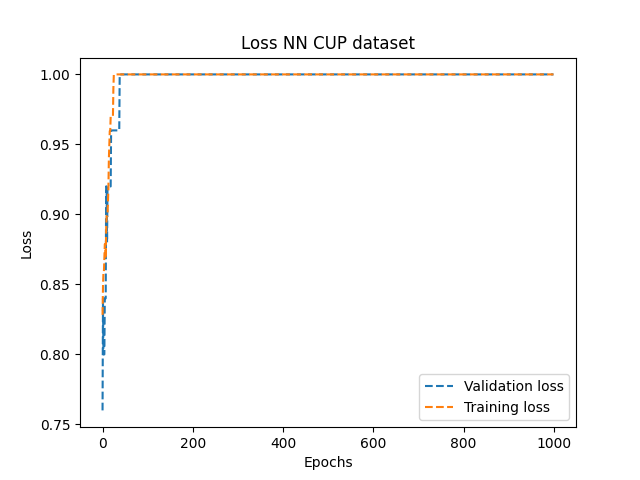 Loss NN CUP dataset
1.00
0.95
0.90
0.85
0.80
0.75
Loss
0 200 400 600 800 1000
Epochs
Validation loss
Training loss